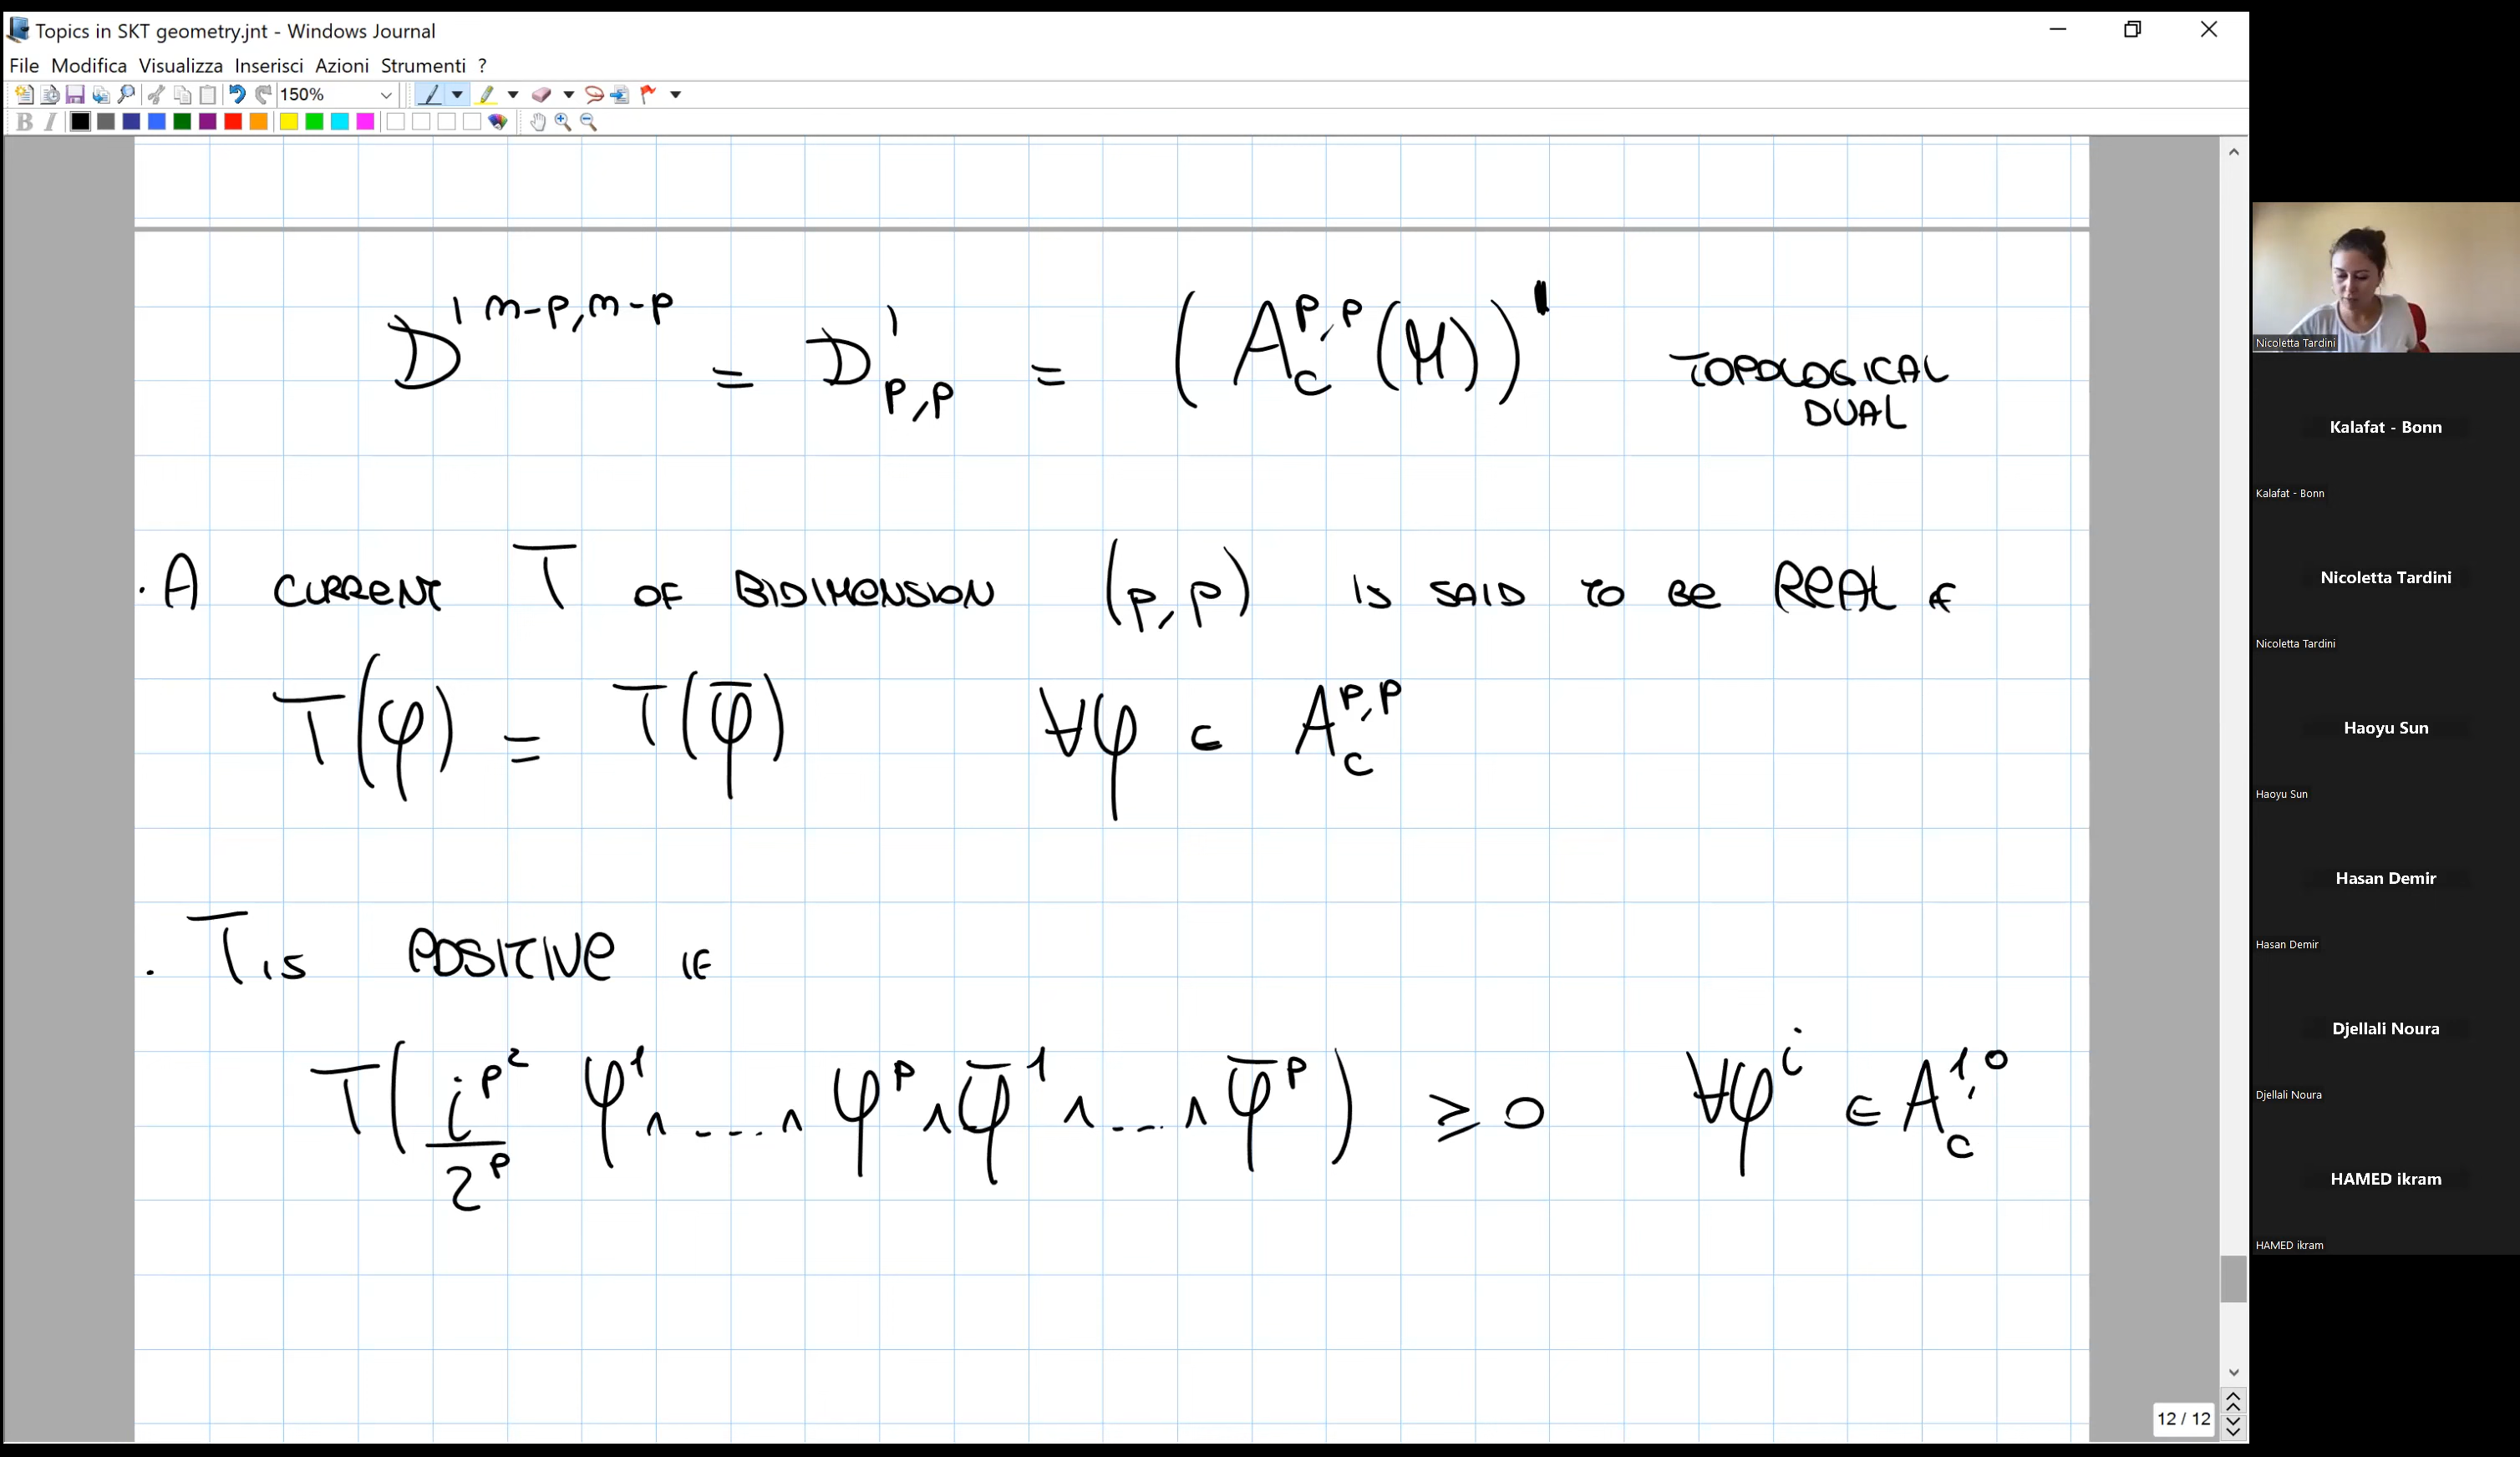 Topics in SKT geometry.jnt - Windows Journal
File Modifica Visualizza Inserisci Azioni Strumenti ?
150%
B I
D'^{n-p,n-p} = D'_{p,p} = (A_c^{p,p}(M))' TOPOLOGICAL
DUAL
. A CURRENT T OF BIDIMENSION (p,p) IS SAID TO BE REAL IF
T(φ) = T(φ̄) ∀φ ∈ A_c^{p,p}
. T IS POSITIVE IF
T(i^{p^2}/2^p φ^1 ∧ .... ∧ φ^p ∧ φ̄^1 ∧ ... ∧ φ̄^p) ≥ 0 ∀φ^i ∈ A_c^{1,0}
12 / 12
Nicoletta Tardini
Kalafat - Bonn
Kalafat - Bonn
Nicoletta Tardini
Nicoletta Tardini
Haoyu Sun
Haoyu Sun
Hasan Demir
Hasan Demir
Djellali Noura
Djellali Noura
HAMED ikram
HAMED ikram